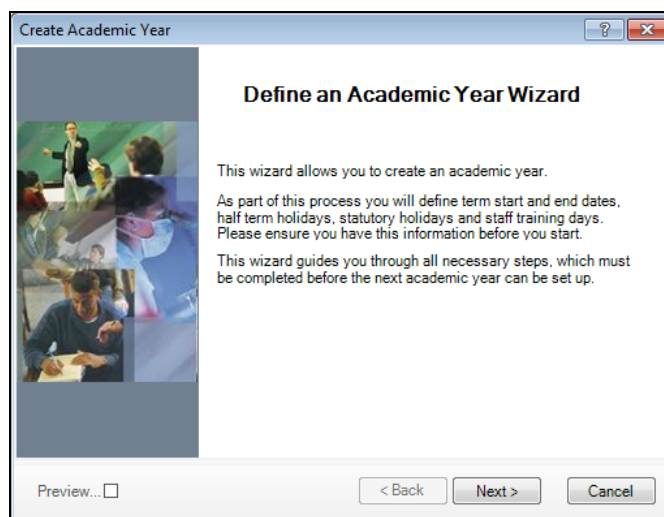 Create Academic Year
?
Define an Academic Year Wizard
This wizard allows you to create an academic year.
As part of this process you will define term start and end dates,
half term holidays, statutory holidays and staff training days.
Please ensure you have this information before you start.
This wizard guides you through all necessary steps, which must
be completed before the next academic year can be set up.
Preview...
< Back
Next >
Cancel